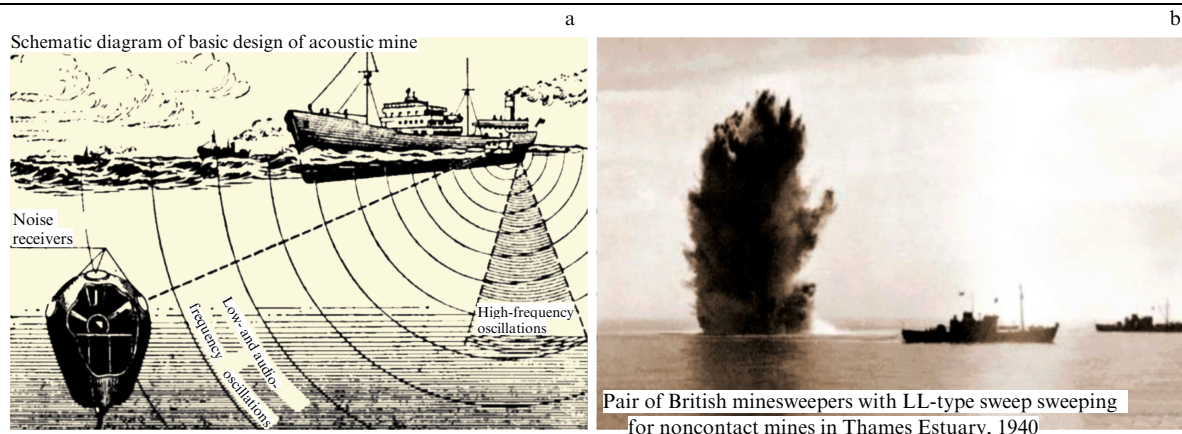 a
Schematic diagram of basic design of acoustic mine
Noise
receivers
Low- and audio-
frequency oscillations
High-frequency
oscillations
b
Pair of British minesweepers with LL-type sweep sweeping
for noncontact mines in Thames Estuary, 1940